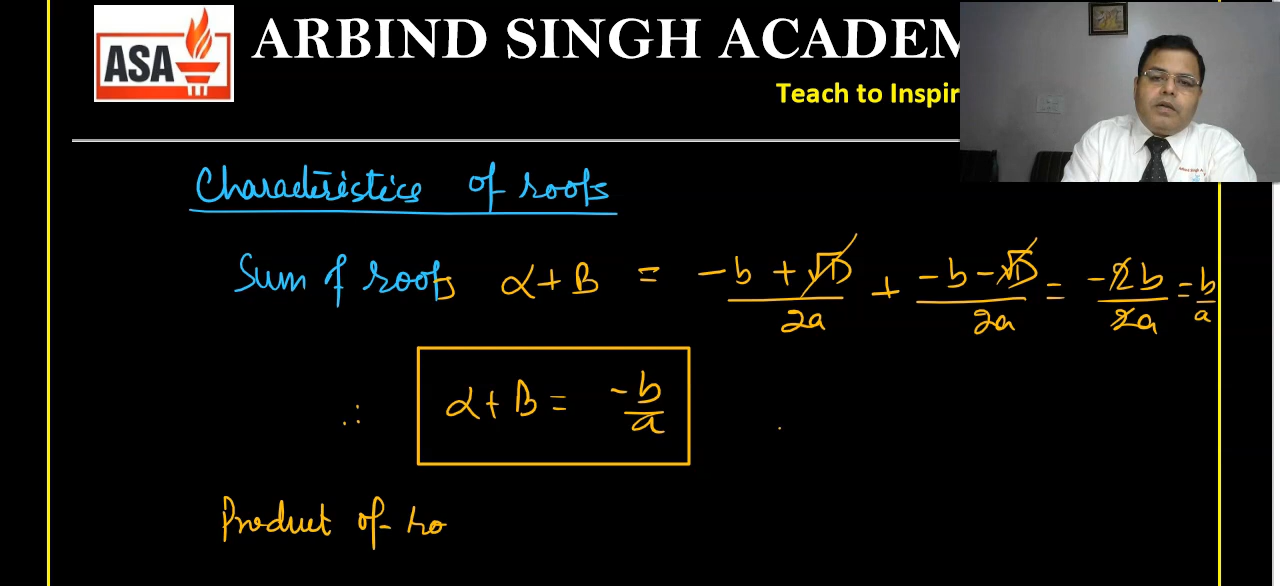 ASA
ARBIND SINGH ACADEM
Teach to Inspir
Characteristics of roots
Sum of roots α+β = (-b + √D)/2a + (-b - √D)/2a = -2b/2a = b/a
∴ α+β = -b/a
Product of ro